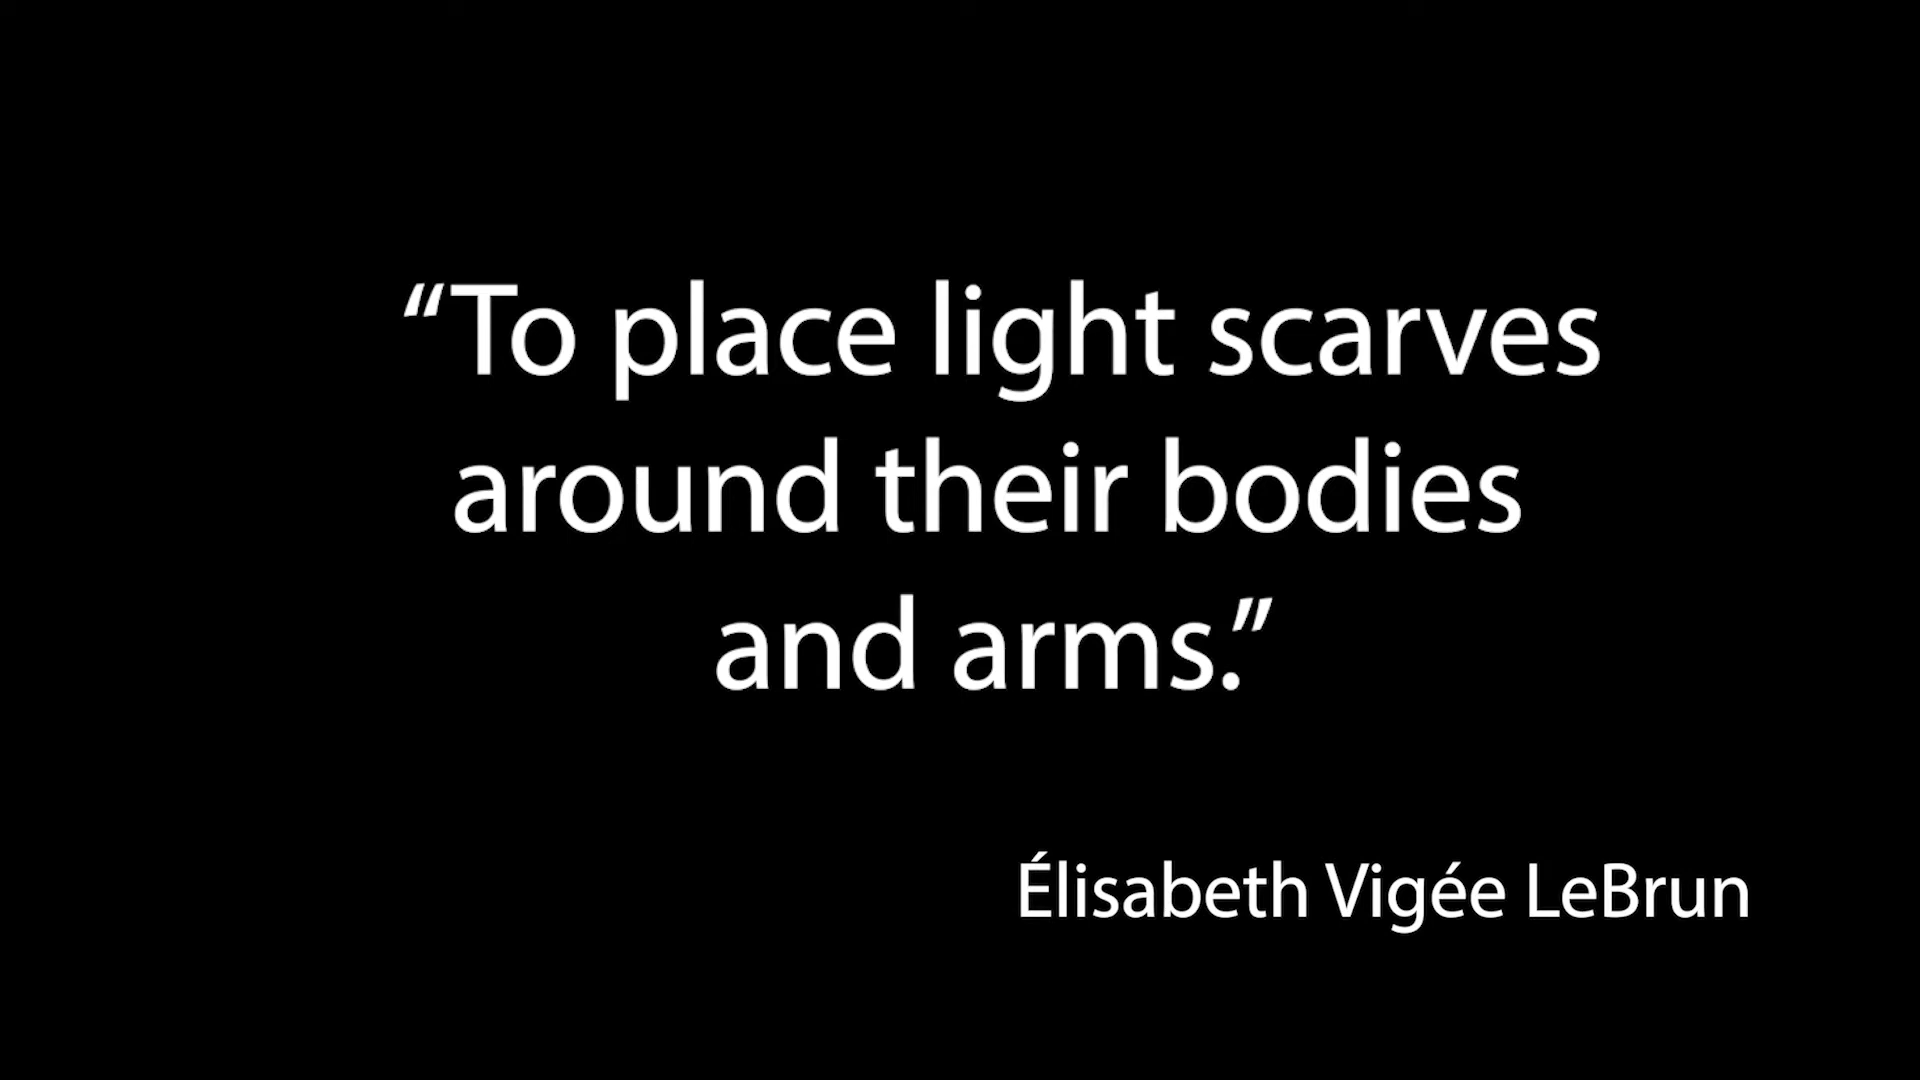 “To place light scarves
around their bodies
and arms.”
Élisabeth Vigée LeBrun